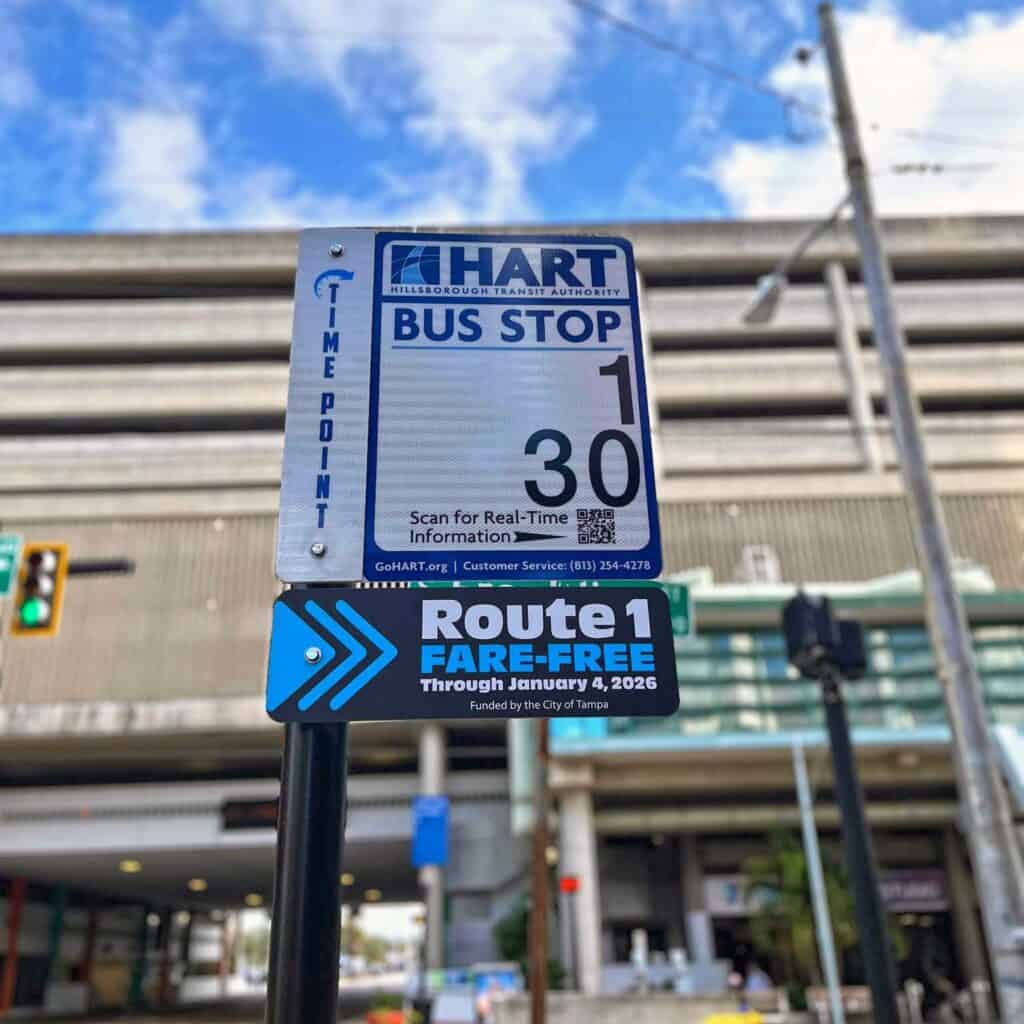 TIME POINT
HART
HILLSBOROUGH TRANSIT AUTHORITY
BUS STOP
1
30
Scan for Real-Time
Information
GoHART.org | Customer Service: (813) 254-4278
Route 1
FARE-FREE
Through January 4, 2026
Funded by the City of Tampa